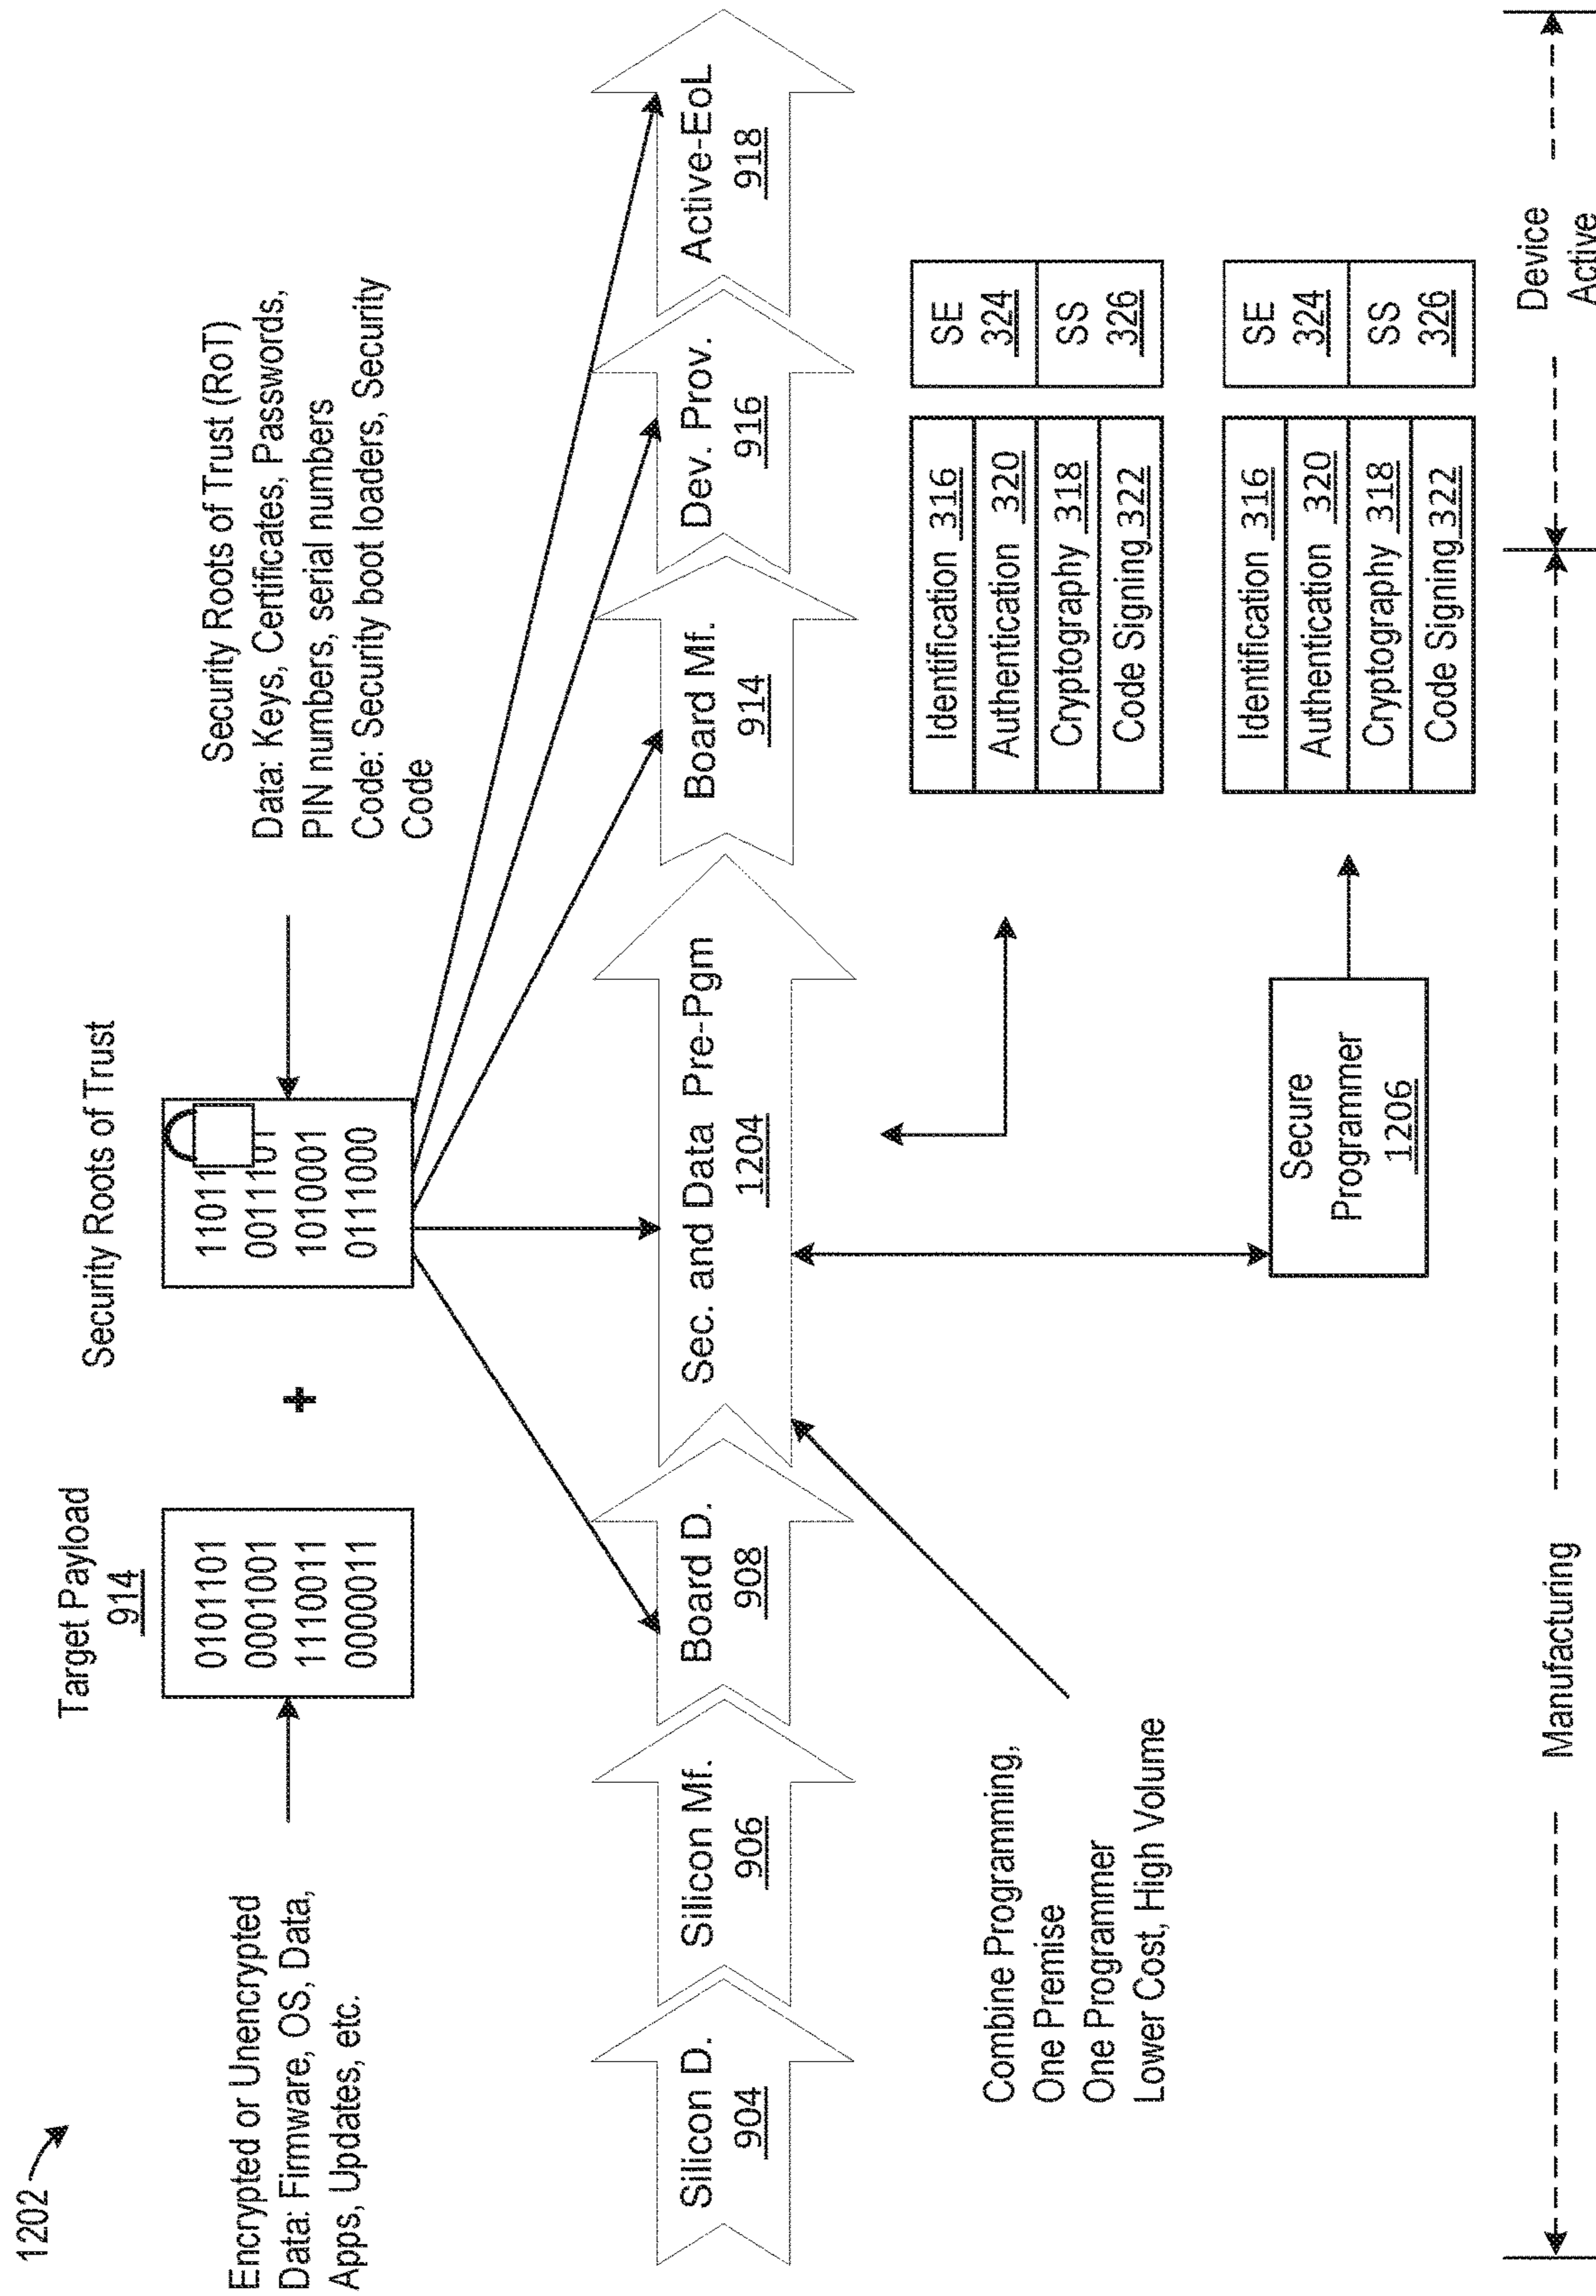 1202
Target Payload
914
Security Roots of Trust
Encrypted or Unencrypted
Data: Firmware, OS, Data,
Apps, Updates, etc.
0101101
0001001
1110011
0000011
+
11011
0011101
1010001
0111000
Security Roots of Trust (RoT)
Data: Keys, Certificates, Passwords,
PIN numbers, serial numbers
Code: Security boot loaders, Security
Code
Silicon D.
904
Silicon Mf.
906
Board D.
908
Sec. and Data Pre-Pgm
1204
Board Mf.
914
Dev. Prov.
916
Active-EoL
918
Combine Programming,
One Premise
One Programmer
Lower Cost, High Volume
Identification 316
Authentication 320
Cryptography 318
Code Signing 322
SE
324
SS
326
Secure
Programmer
1206
Identification 316
Authentication 320
Cryptography 318
Code Signing 322
SE
324
SS
326
Manufacturing
Device
Active